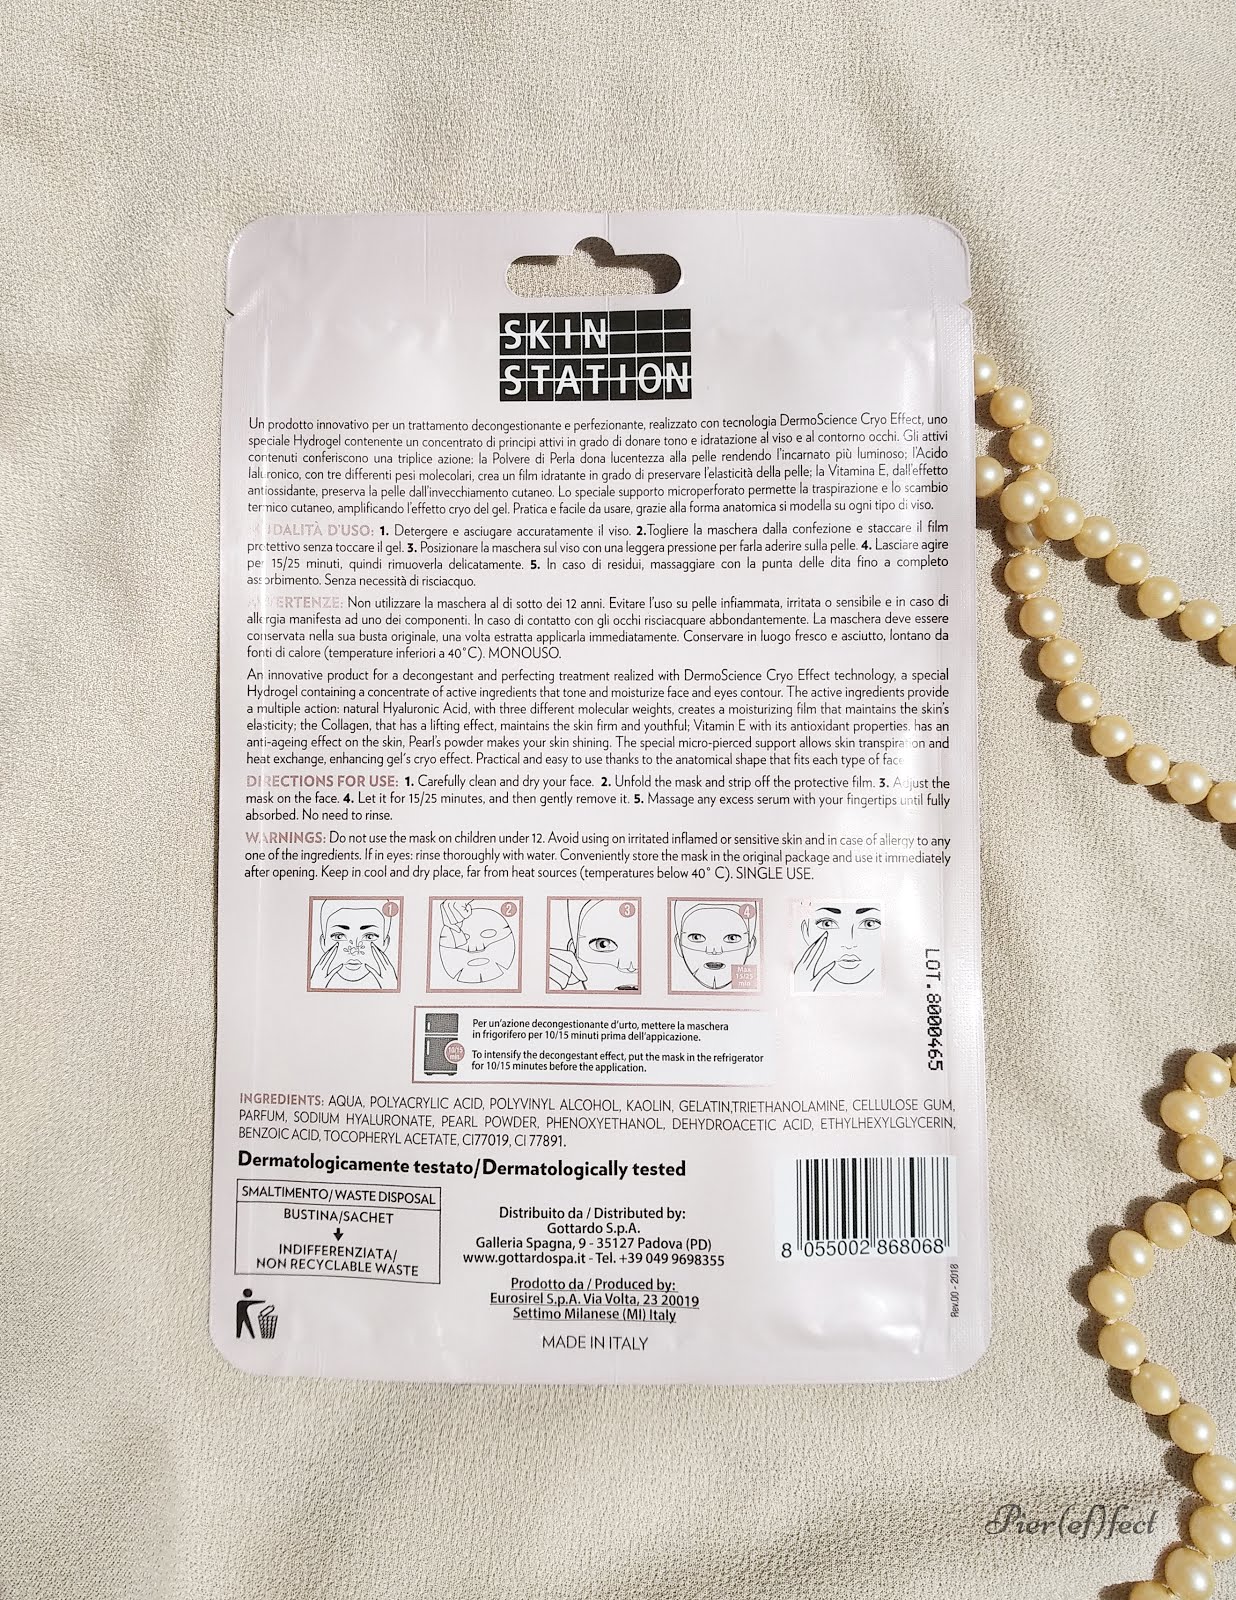 SKIN
STATION
Un prodotto innovativo per un trattamento decongestionante e perfezionante, realizzato con tecnologia DermoScience Cryo Effect, uno
speciale Hydrogel contenente un concentrato di principi attivi in grado di donare tono e idratazione al viso e al contorno occhi. Gli attivi
contenuti conferiscono una triplice azione: la Polvere di Perla dona lucentezza alla pelle rendendo l'incarnato più luminoso; l'Acido
Ialuronico, con tre differenti pesi molecolari, crea un film idratante in grado di preservare l'elasticità della pelle; la Vitamina E, dall'effetto
antiossidante, preserva la pelle dall'invecchiamento cutaneo. Lo speciale supporto microperforato permette la traspirazione e lo scambio
termico cutaneo, amplificando l'effetto cryo del gel. Pratica e facile da usare, grazie alla forma anatomica si modella su ogni tipo di viso.
MODALITÀ D'USO: 1. Detergere e asciugare accuratamente il viso. 2.Togliere la maschera dalla confezione e staccare il film
protettivo senza toccare il gel. 3. Posizionare la maschera sul viso con una leggera pressione per farla aderire sulla pelle. 4. Lasciare agire
per 15/25 minuti, quindi rimuoverla delicatamente. 5. In caso di residui, massaggiare con la punta delle dita fino a completo
assorbimento. Senza necessità di risciacquo.
AVVERTENZE: Non utilizzare la maschera al di sotto dei 12 anni. Evitare l'uso su pelle infiammata, irritata o sensibile e in caso di
allergia manifesta ad uno dei componenti. In caso di contatto con gli occhi risciacquare abbondantemente. La maschera deve essere
conservata nella sua busta originale, una volta estratta applicarla immediatamente. Conservare in luogo fresco e asciutto, lontano da
fonti di calore (temperature inferiori a 40°C). MONOUSO.
An innovative product for a decongestant and perfecting treatment realized with DermoScience Cryo Effect technology, a special
Hydrogel containing a concentrate of active ingredients that tone and moisturize face and eyes contour. The active ingredients provide
a multiple action: natural Hyaluronic Acid, with three different molecular weights, creates a moisturizing film that maintains the skin's
elasticity; the Collagen, that has a lifting effect, maintains the skin firm and youthful; Vitamin E with its antioxidant properties, has an
anti-ageing effect on the skin, Pearl's powder makes your skin shining. The special micro-pierced support allows skin transpiration and
heat exchange, enhancing gel's cryo effect. Practical and easy to use thanks to the anatomical shape that fits each type of face
DIRECTIONS FOR USE: 1. Carefully clean and dry your face. 2. Unfold the mask and strip off the protective film. 3. Adjust the
mask on the face. 4. Let it for 15/25 minutes, and then gently remove it. 5. Massage any excess serum with your fingertips until fully
absorbed. No need to rinse.
WARNINGS: Do not use the mask on children under 12. Avoid using on irritated inflamed or sensitive skin and in case of allergy to any
one of the ingredients. If in eyes: rinse thoroughly with water. Conveniently store the mask in the original package and use it immediately
after opening. Keep in cool and dry place, far from heat sources (temperatures below 40° C). SINGLE USE.
1 2 3 4
Max
15/25
min
LOT.8000465
10/15
min
Per un'azione decongestionante d'urto, mettere la maschera
in frigorifero per 10/15 minuti prima dell'appicazione.
To intensify the decongestant effect, put the mask in the refrigerator
for 10/15 minutes before the application.
INGREDIENTS: AQUA, POLYACRYLIC ACID, POLYVINYL ALCOHOL, KAOLIN, GELATIN,TRIETHANOLAMINE, CELLULOSE GUM,
PARFUM, SODIUM HYALURONATE, PEARL POWDER, PHENOXYETHANOL, DEHYDROACETIC ACID, ETHYLHEXYLGLYCERIN,
BENZOIC ACID, TOCOPHERYL ACETATE, CI77019, CI 77891.
Dermatologicamente testato/Dermatologically tested
SMALTIMENTO/ WASTE DISPOSAL
BUSTINA/SACHET
INDIFFERENZIATA/
NON RECYCLABLE WASTE
Distribuito da / Distributed by:
Gottardo S.p.A.
Galleria Spagna, 9 - 35127 Padova (PD)
www.gottardospa.it - Tel. +39 049 9698355
Prodotto da / Produced by:
Eurosirel S.p.A. Via Volta, 23 20019
Settimo Milanese (MI) Italy
MADE IN ITALY
8 055002 868068
Rev.00 - 2018
Pier(ef)fect